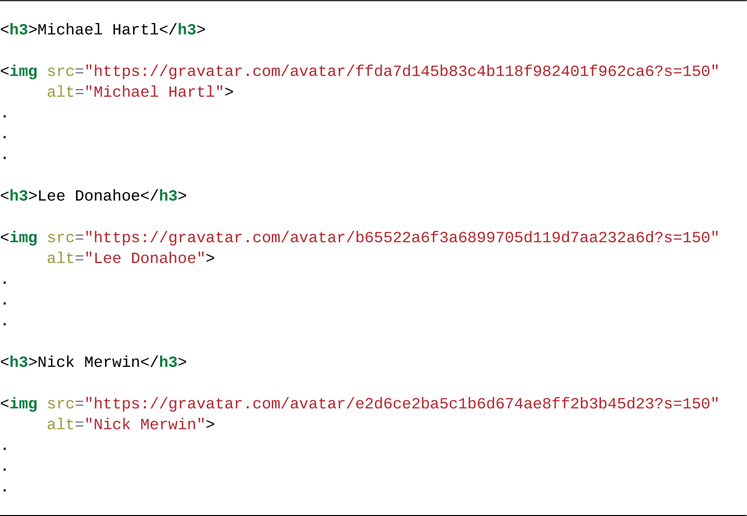 <h3>Michael Hartl</h3>
<img src="https://gravatar.com/avatar/ffda7d145b83c4b118f982401f962ca6?s=150"
alt="Michael Hartl">
.
.
.
<h3>Lee Donahoe</h3>
<img src="https://gravatar.com/avatar/b65522a6f3a6899705d119d7aa232a6d?s=150"
alt="Lee Donahoe">
.
.
.
<h3>Nick Merwin</h3>
<img src="https://gravatar.com/avatar/e2d6ce2ba5c1b6d674ae8ff2b3b45d23?s=150"
alt="Nick Merwin">
.
.
.